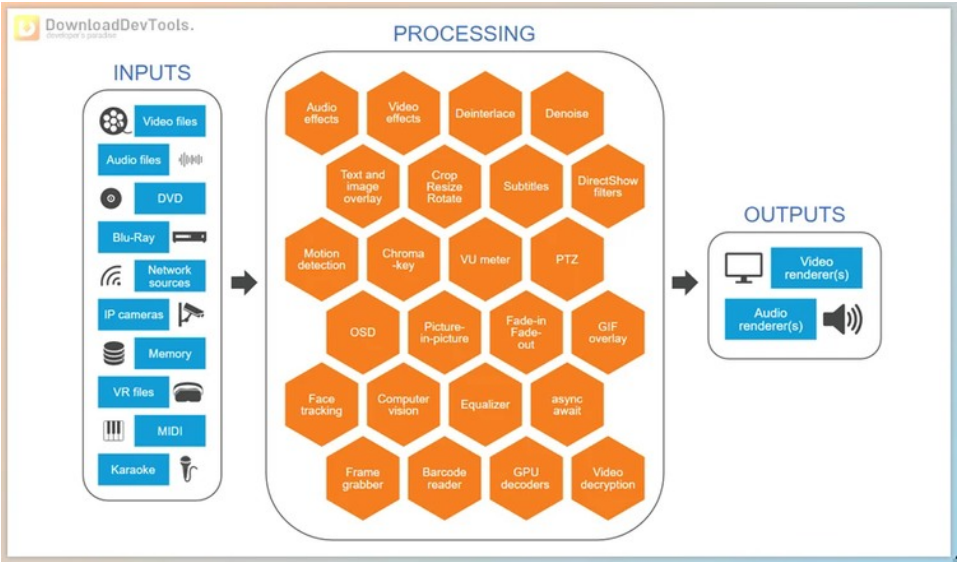 DownloadDevTools.
developer's paradise
PROCESSING
INPUTS
Video files
Audio files
DVD
Blu-Ray
Network
sources
IP cameras
Memory
VR files
MIDI
Karaoke
Audio
effects
Video
effects
Deinterlace
Denoise
Text and
image
overlay
Crop
Resize
Rotate
Subtitles
DirectShow
filters
Motion
detection
Chroma
-key
VU meter
PTZ
OSD
Picture-
in-picture
Fade-in
Fade-
out
GIF
overlay
Face
tracking
Computer
vision
Equalizer
async
await
Frame
grabber
Barcode
reader
GPU
decoders
Video
decryption
OUTPUTS
Video
renderer(s)
Audio
renderer(s)